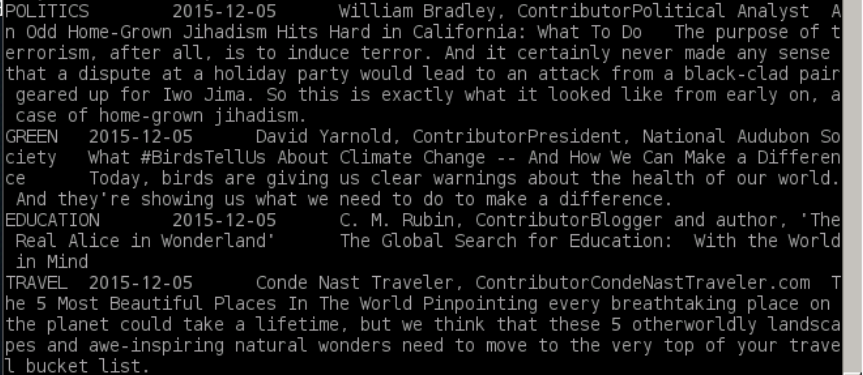 POLITICS        2015-12-05      William Bradley, ContributorPolitical Analyst  A
n Odd Home-Grown Jihadism Hits Hard in California: What To Do   The purpose of t
errorism, after all, is to induce terror. And it certainly never made any sense
that a dispute at a holiday party would lead to an attack from a black-clad pair
 geared up for Iwo Jima. So this is exactly what it looked like from early on, a
 case of home-grown jihadism.
GREEN   2015-12-05      David Yarnold, ContributorPresident, National Audubon So
ciety   What #BirdsTellUs About Climate Change -- And How We Can Make a Differen
ce      Today, birds are giving us clear warnings about the health of our world.
 And they're showing us what we need to do to make a difference.
EDUCATION       2015-12-05      C. M. Rubin, ContributorBlogger and author, 'The
 Real Alice in Wonderland'      The Global Search for Education:  With the World
 in Mind
TRAVEL  2015-12-05      Conde Nast Traveler, ContributorCondeNastTraveler.com  T
he 5 Most Beautiful Places In The World Pinpointing every breathtaking place on
the planet could take a lifetime, but we think that these 5 otherworldly landsca
pes and awe-inspiring natural wonders need to move to the very top of your trave
l bucket list.